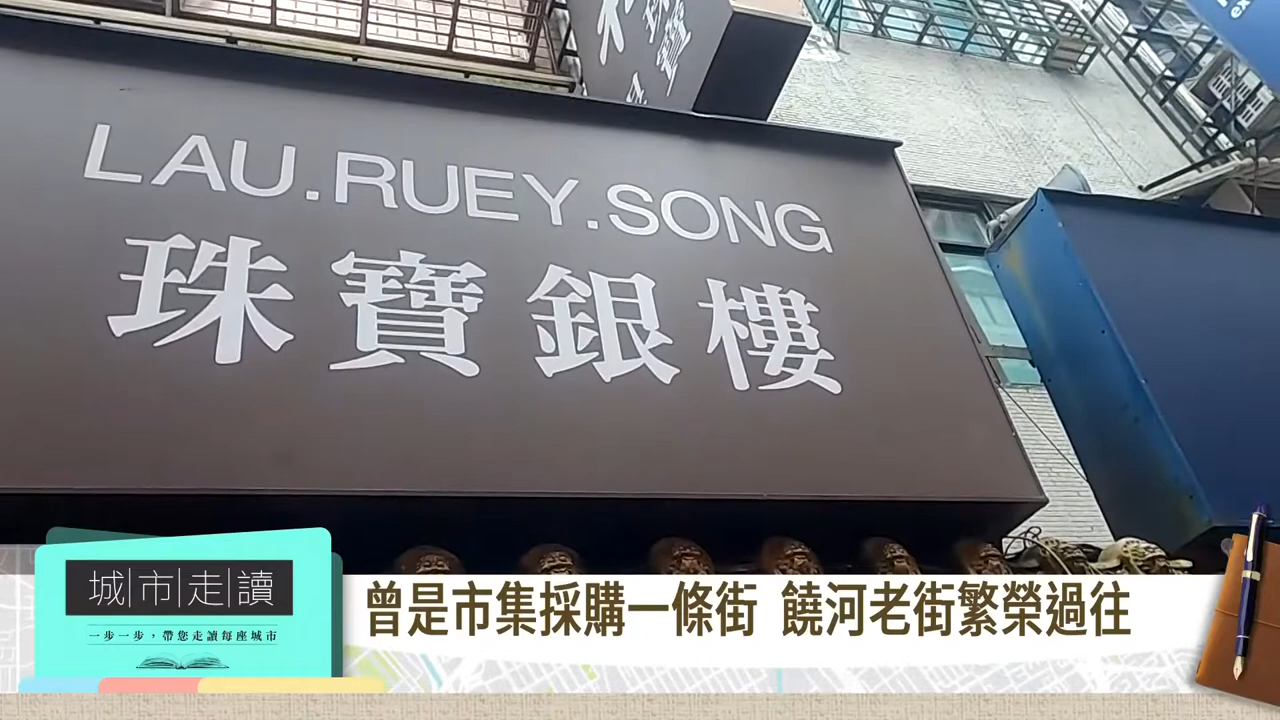 珠寶
LAU.RUEY.SONG
珠寶銀樓
城市走讀
一步一步，帶您走讀每座城市
曾是市集採購一條街 饒河老街繁榮過往